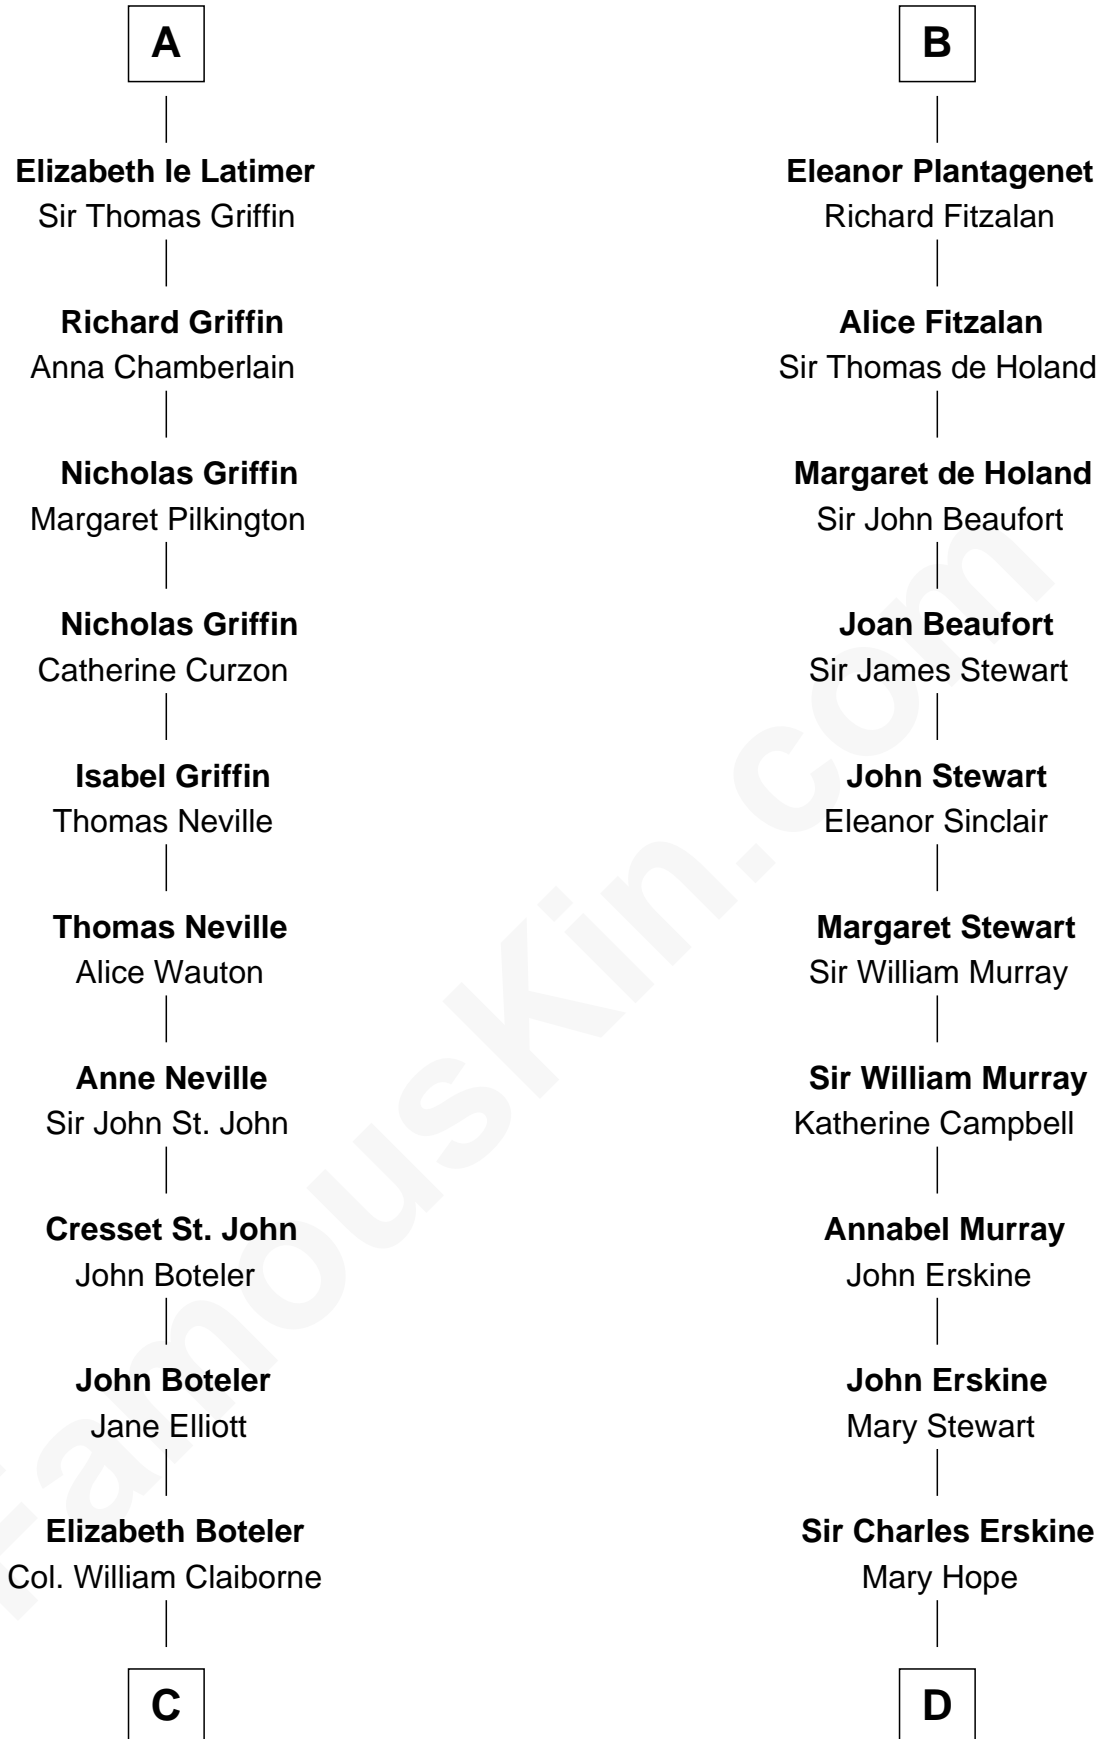 A
Elizabeth le Latimer
Sir Thomas Griffin
Richard Griffin
Anna Chamberlain
Nicholas Griffin
Margaret Pilkington
Nicholas Griffin
Catherine Curzon
Isabel Griffin
Thomas Neville
Thomas Neville
Alice Wauton
Anne Neville
Sir John St. John
Cresset St. John
John Boteler
John Boteler
Jane Elliott
Elizabeth Boteler
Col. William Claiborne
C
B
Eleanor Plantagenet
Richard Fitzalan
Alice Fitzalan
Sir Thomas de Holand
Margaret de Holand
Sir John Beaufort
Joan Beaufort
Sir James Stewart
John Stewart
Eleanor Sinclair
Margaret Stewart
Sir William Murray
Sir William Murray
Katherine Campbell
Annabel Murray
John Erskine
John Erskine
Mary Stewart
Sir Charles Erskine
Mary Hope
D
FamousKin.com